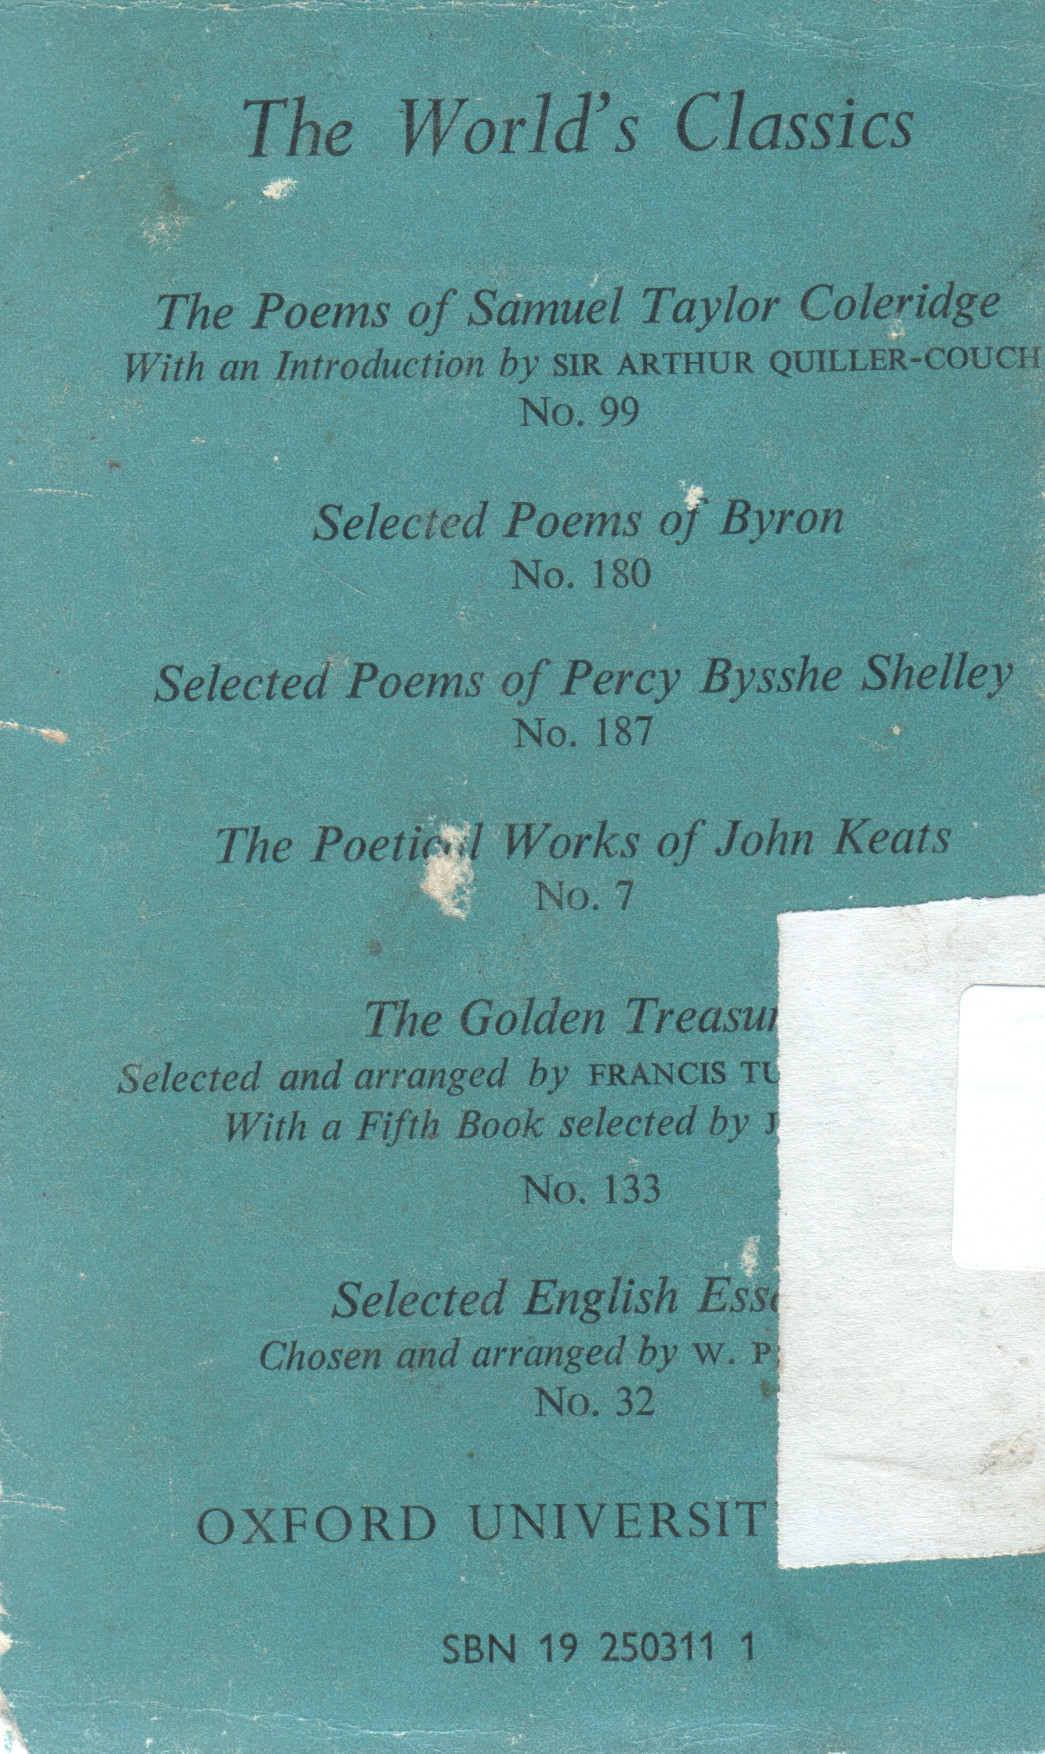 The World's Classics
The Poems of Samuel Taylor Coleridge
With an Introduction by SIR ARTHUR QUILLER-COUCH
No. 99
Selected Poems of Byron
No. 180
Selected Poems of Percy Bysshe Shelley
No. 187
The Poetical Works of John Keats
No. 7
The Golden Treasu
Selected and arranged by FRANCIS TU
With a Fifth Book selected by J
No. 133
Selected English Ess
Chosen and arranged by W. P
No. 32
OXFORD UNIVERSIT
SBN 19 250311 1